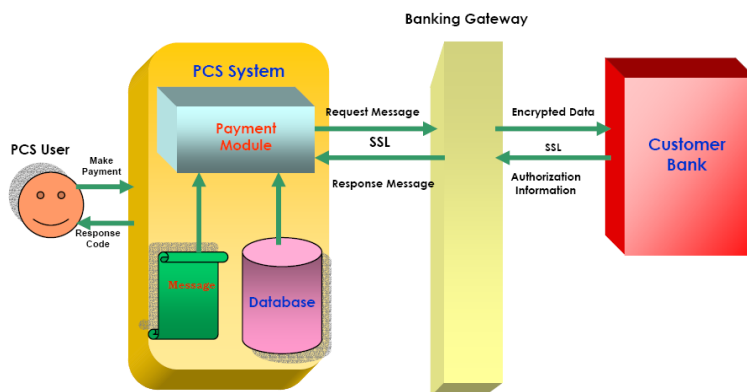 Banking Gateway
PCS System
Payment
Module
Request Message
SSL
Response Message
Encrypted Data
SSL
Authorization
Information
Customer
Bank
PCS User
Make
Payment
Response
Code
Message
Database